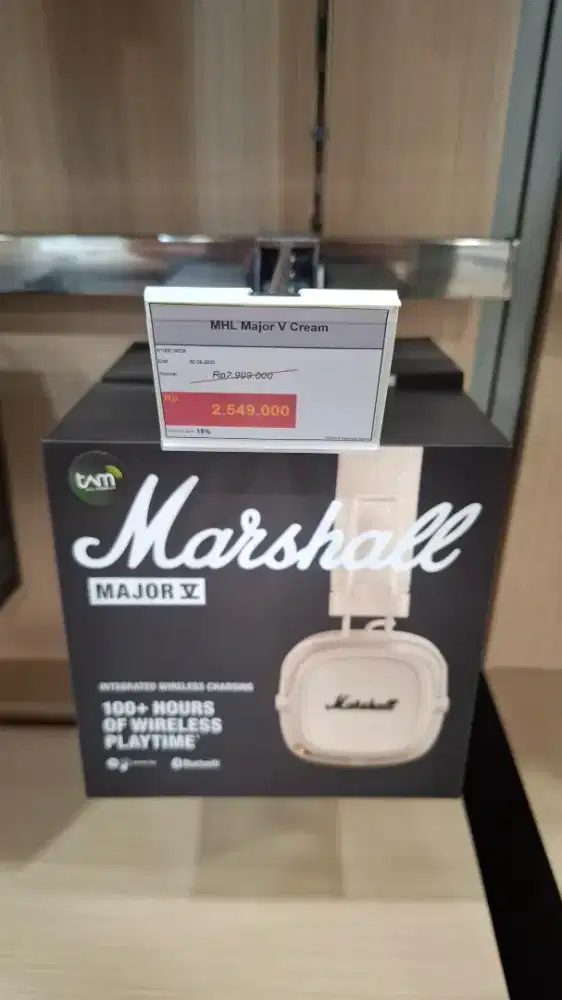 MHL Major V Cream
Rp2.999.000
Rp.
2.549.000
15%
tam
Marshall
MAJOR V
INTEGRATED WIRELESS CHARGING
100+ HOURS
OF WIRELESS
PLAYTIME*
Bluetooth
Marshall